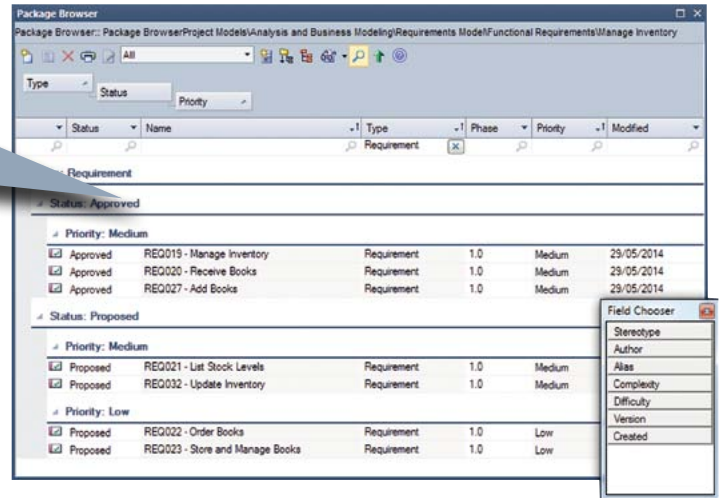 Package Browser
Package Browser:: Package BrowserProject Models\Analysis and Business Modeling\Requirements Model\Functional Requirements\Manage Inventory
All
Type
Status
Priority
Status Name Type Phase Priority Modified
Requirement
Requirement
Status: Approved
Priority: Medium
Approved REQ019 - Manage Inventory Requirement 1.0 Medium 29/05/2014
Approved REQ020 - Receive Books Requirement 1.0 Medium 29/05/2014
Approved REQ027 - Add Books Requirement 1.0 Medium 29/05/2014
Status: Proposed
Priority: Medium
Proposed REQ021 - List Stock Levels Requirement 1.0 Medium
Proposed REQ032 - Update Inventory Requirement 1.0 Medium
Priority: Low
Proposed REQ022 - Order Books Requirement 1.0 Low
Proposed REQ023 - Store and Manage Books Requirement 1.0 Low
Field Chooser
Stereotype
Author
Alias
Complexity
Difficulty
Version
Created